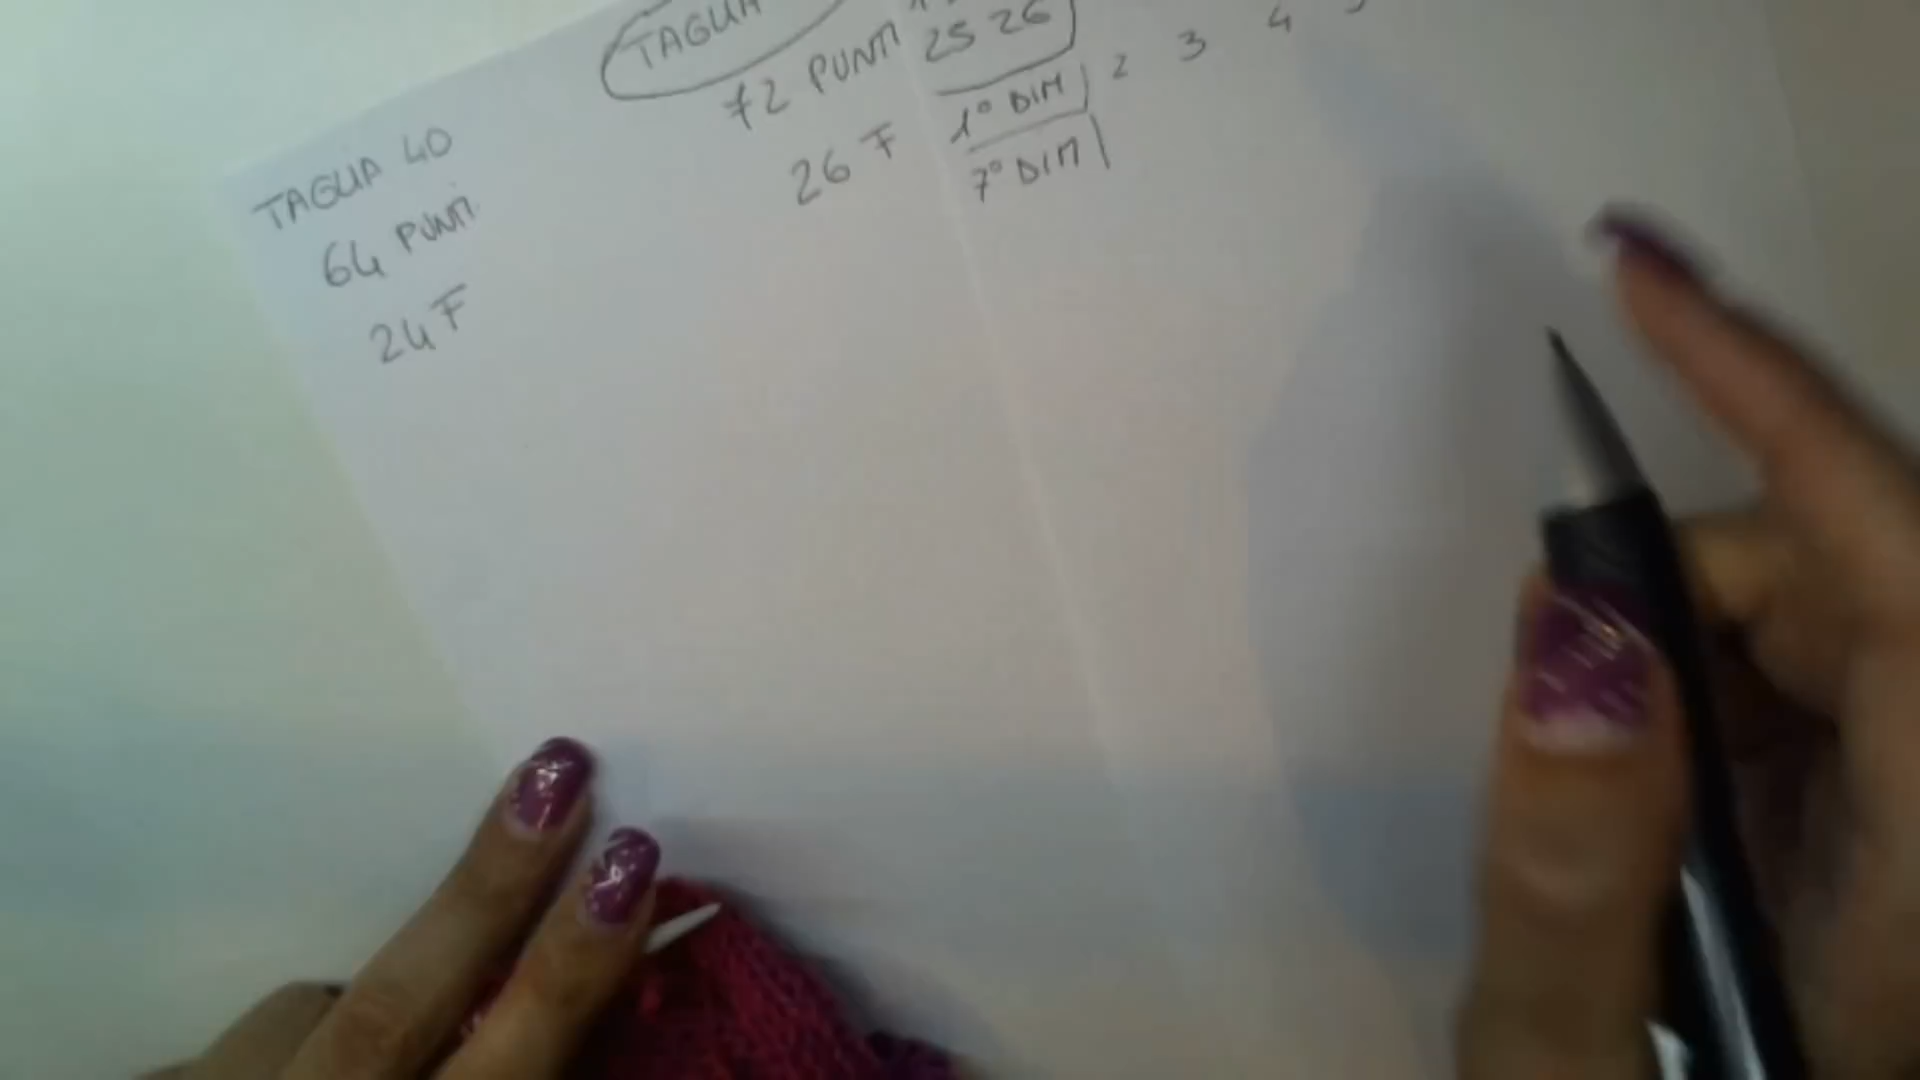 TAGLIA 40
64 PUNTI
24 F
TAGLIA
72 PUNTI
26 F
25 26
1° DIM 2 3 4
7° DIM